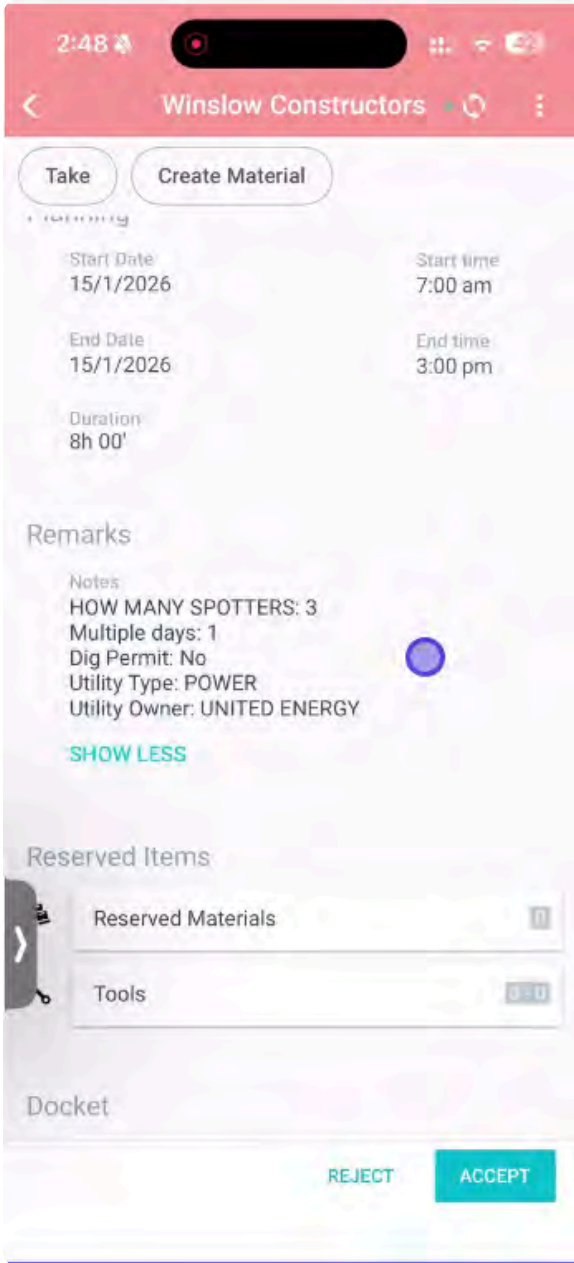 2:48
Winslow Constructors
Take
Create Material
Planning
Start Date
15/1/2026
Start time
7:00 am
End Date
15/1/2026
End time
3:00 pm
Duration
8h 00'
Remarks
Notes
HOW MANY SPOTTERS: 3
Multiple days: 1
Dig Permit: No
Utility Type: POWER
Utility Owner: UNITED ENERGY
SHOW LESS
Reserved Items
Reserved Materials
0
Tools
Docket
REJECT
ACCEPT